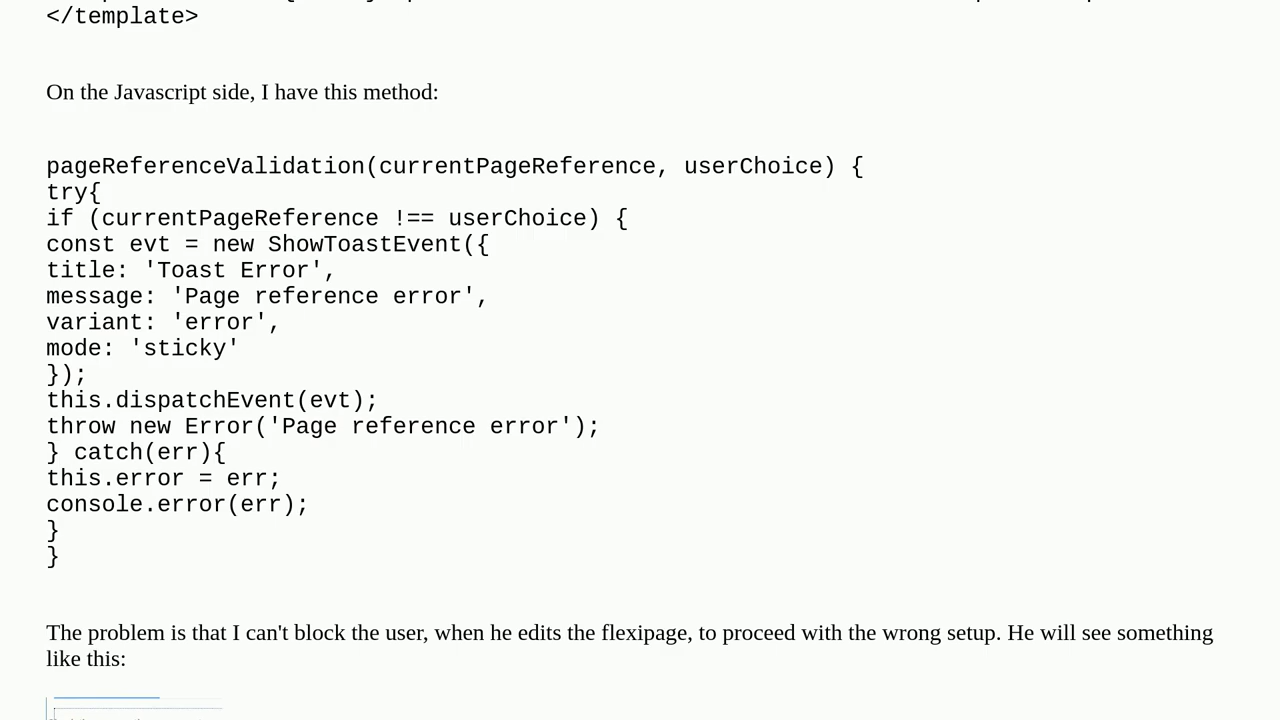 </template>
On the Javascript side, I have this method:
pageReferenceValidation(currentPageReference, userChoice) {
try{
if (currentPageReference !== userChoice) {
const evt = new ShowToastEvent({
title: 'Toast Error',
message: 'Page reference error',
variant: 'error',
mode: 'sticky'
});
this.dispatchEvent(evt);
throw new Error('Page reference error');
} catch(err){
this.error = err;
console.error(err);
}
}
The problem is that I can't block the user, when he edits the flexipage, to proceed with the wrong setup. He will see something
like this: